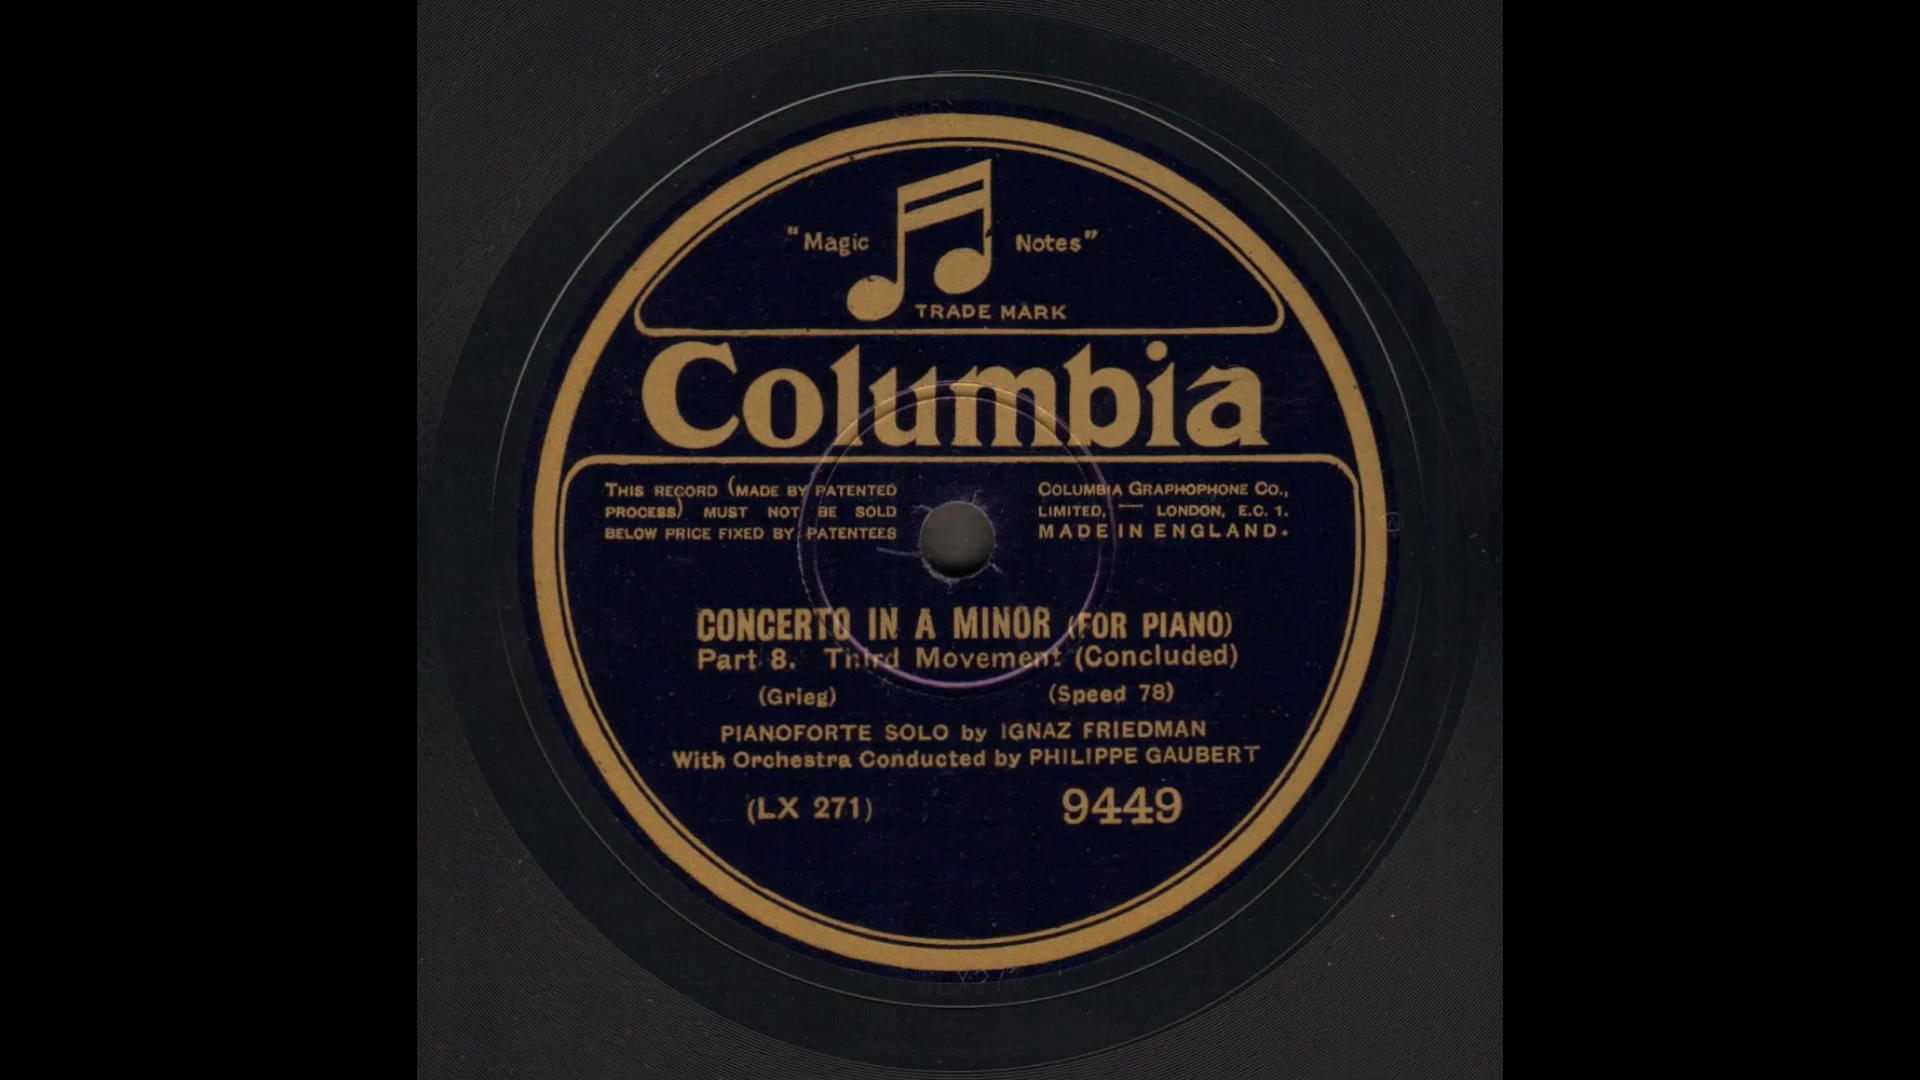 "Magic Notes"
TRADE MARK
Columbia
THIS RECORD (MADE BY PATENTED
PROCESS) MUST NOT BE SOLD
BELOW PRICE FIXED BY PATENTEES
COLUMBIA GRAPHOPHONE CO.,
LIMITED, — LONDON, E.C. 1.
MADE IN ENGLAND.
CONCERTO IN A MINOR (FOR PIANO)
Part 8. Third Movement (Concluded)
(Grieg) (Speed 78)
PIANOFORTE SOLO by IGNAZ FRIEDMAN
With Orchestra Conducted by PHILIPPE GAUBERT
(LX 271) 9449